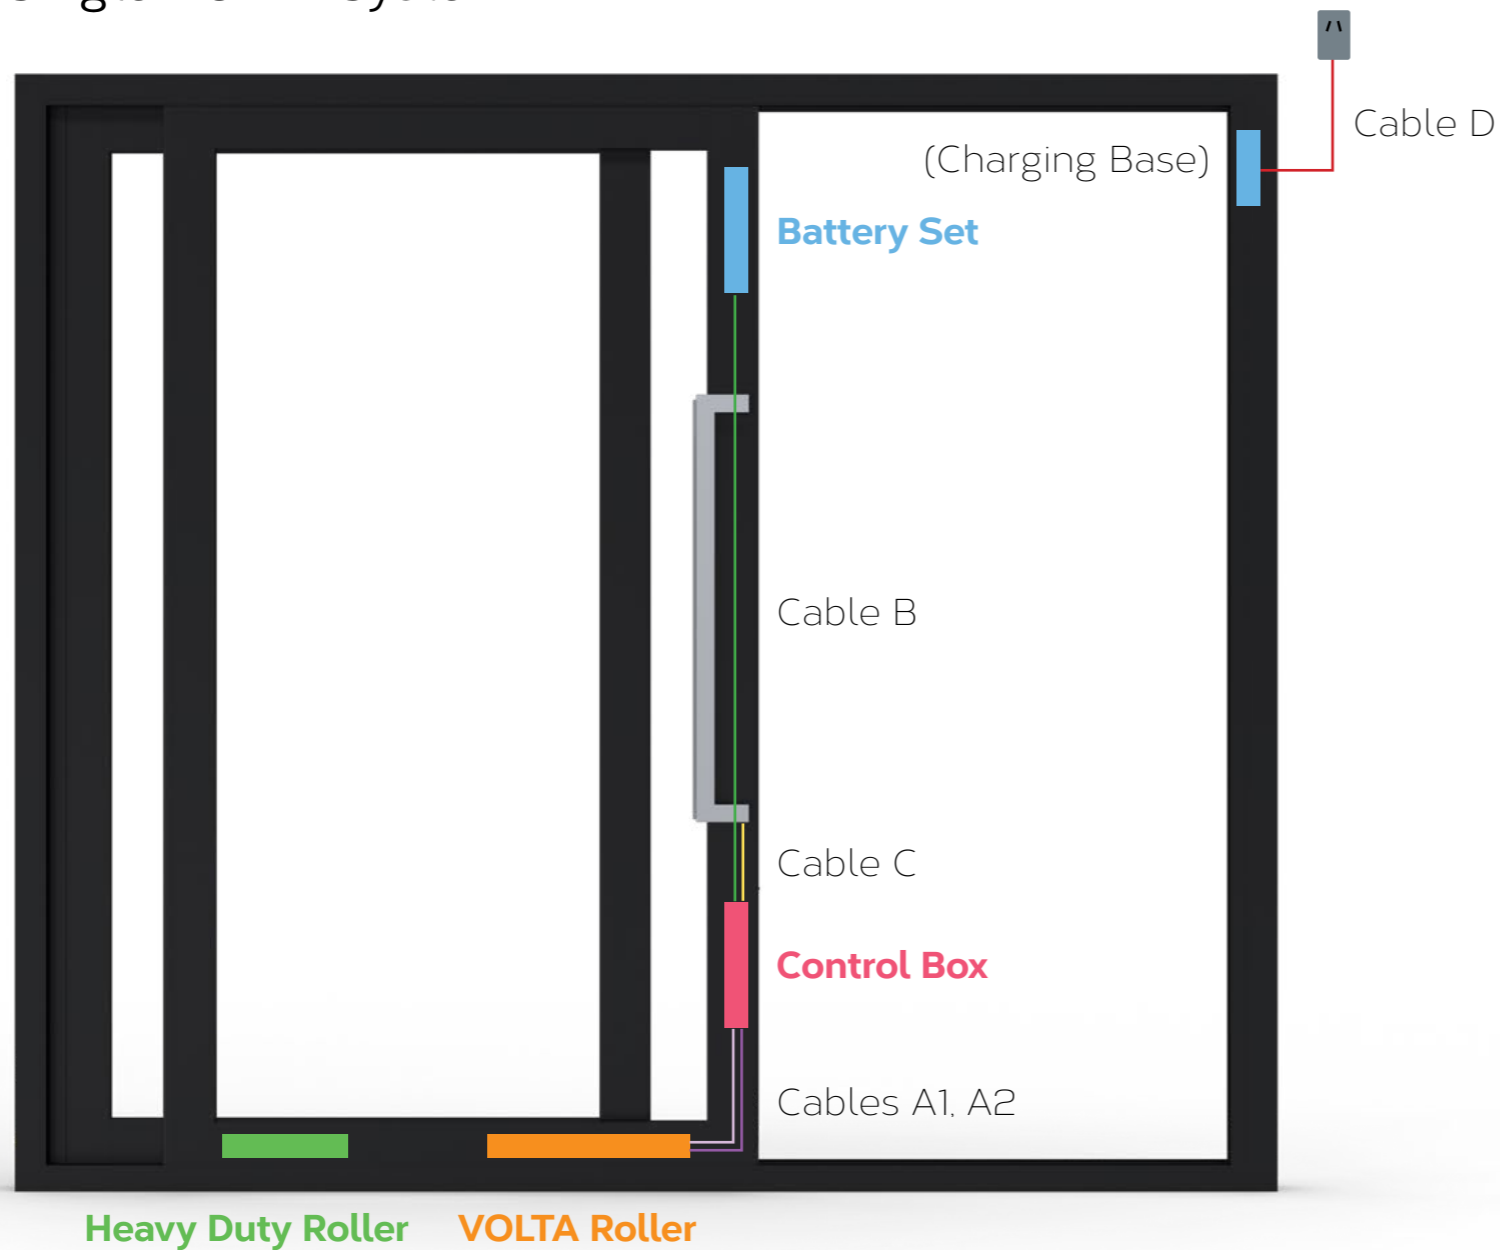 Cable D
(Charging Base)
Battery Set
Cable B
Cable C
Control Box
Cables A1, A2
Heavy Duty Roller
VOLTA Roller